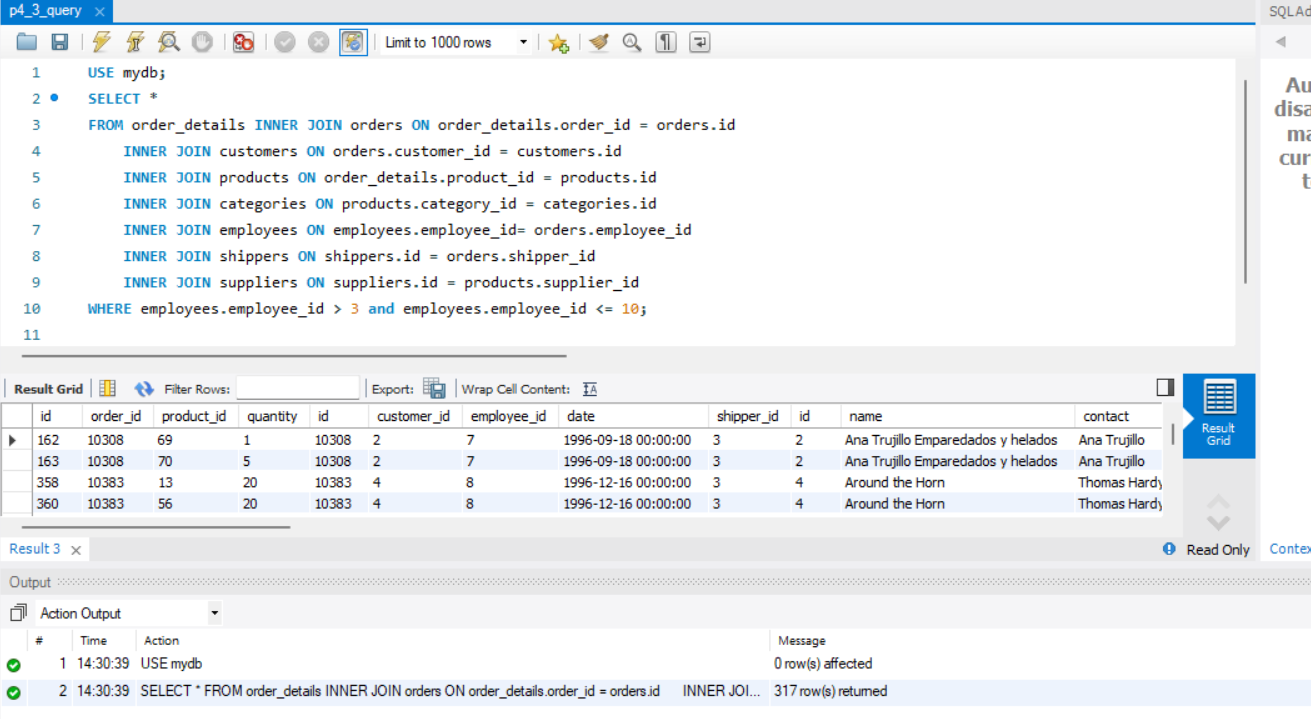 p4_3_query ×
SQLAd
Limit to 1000 rows
1 USE mydb;
2 SELECT *
3 FROM order_details INNER JOIN orders ON order_details.order_id = orders.id
4 INNER JOIN customers ON orders.customer_id = customers.id
5 INNER JOIN products ON order_details.product_id = products.id
6 INNER JOIN categories ON products.category_id = categories.id
7 INNER JOIN employees ON employees.employee_id= orders.employee_id
8 INNER JOIN shippers ON shippers.id = orders.shipper_id
9 INNER JOIN suppliers ON suppliers.id = products.supplier_id
10 WHERE employees.employee_id > 3 and employees.employee_id <= 10;
11
Au
disa
ma
cur
t
Result Grid Filter Rows: Export: Wrap Cell Content: IA
id order_id product_id quantity id customer_id employee_id date shipper_id id name contact
162 10308 69 1 10308 2 7 1996-09-18 00:00:00 3 2 Ana Trujillo Emparedados y helados Ana Trujillo
163 10308 70 5 10308 2 7 1996-09-18 00:00:00 3 2 Ana Trujillo Emparedados y helados Ana Trujillo
358 10383 13 20 10383 4 8 1996-12-16 00:00:00 3 4 Around the Horn Thomas Hardy
360 10383 56 20 10383 4 8 1996-12-16 00:00:00 3 4 Around the Horn Thomas Hardy
Result
Grid
Result 3 × Read Only Contex
Output
Action Output
# Time Action Message
1 14:30:39 USE mydb 0 row(s) affected
2 14:30:39 SELECT * FROM order_details INNER JOIN orders ON order_details.order_id = orders.id INNER JOI... 317 row(s) returned